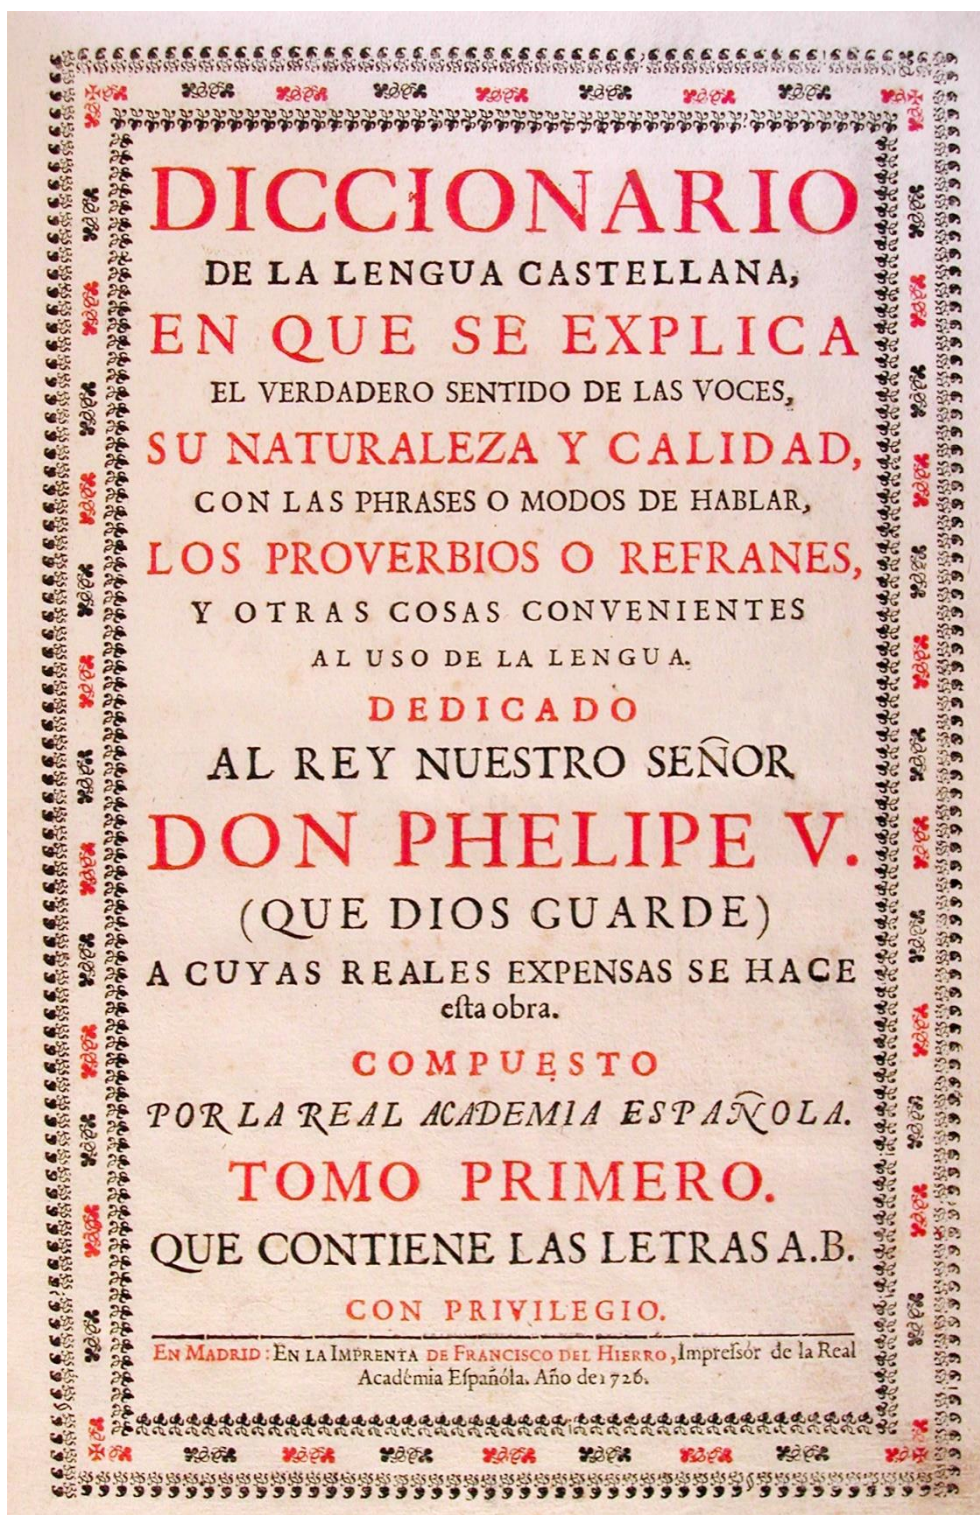 DICCIONARIO
DE LA LENGUA CASTELLANA,
EN QUE SE EXPLICA
EL VERDADERO SENTIDO DE LAS VOCES,
SU NATURALEZA Y CALIDAD,
CON LAS PHRASES O MODOS DE HABLAR,
LOS PROVERBIOS O REFRANES,
Y OTRAS COSAS CONVENIENTES
AL USO DE LA LENGUA.
DEDICADO
AL REY NUESTRO SEÑOR
DON PHELIPE V.
(QUE DIOS GUARDE)
A CUYAS REALES EXPENSAS SE HACE
eſta obra.
COMPUESTO
POR LA REAL ACADEMIA ESPAÑOLA.
TOMO PRIMERO.
QUE CONTIENE LAS LETRAS A.B.
CON PRIVILEGIO.
EN MADRID: EN LA IMPRENTA DE FRANCISCO DEL HIERRO, Impreſsór de la Real
Académia Eſpañóla. Año de 1726.